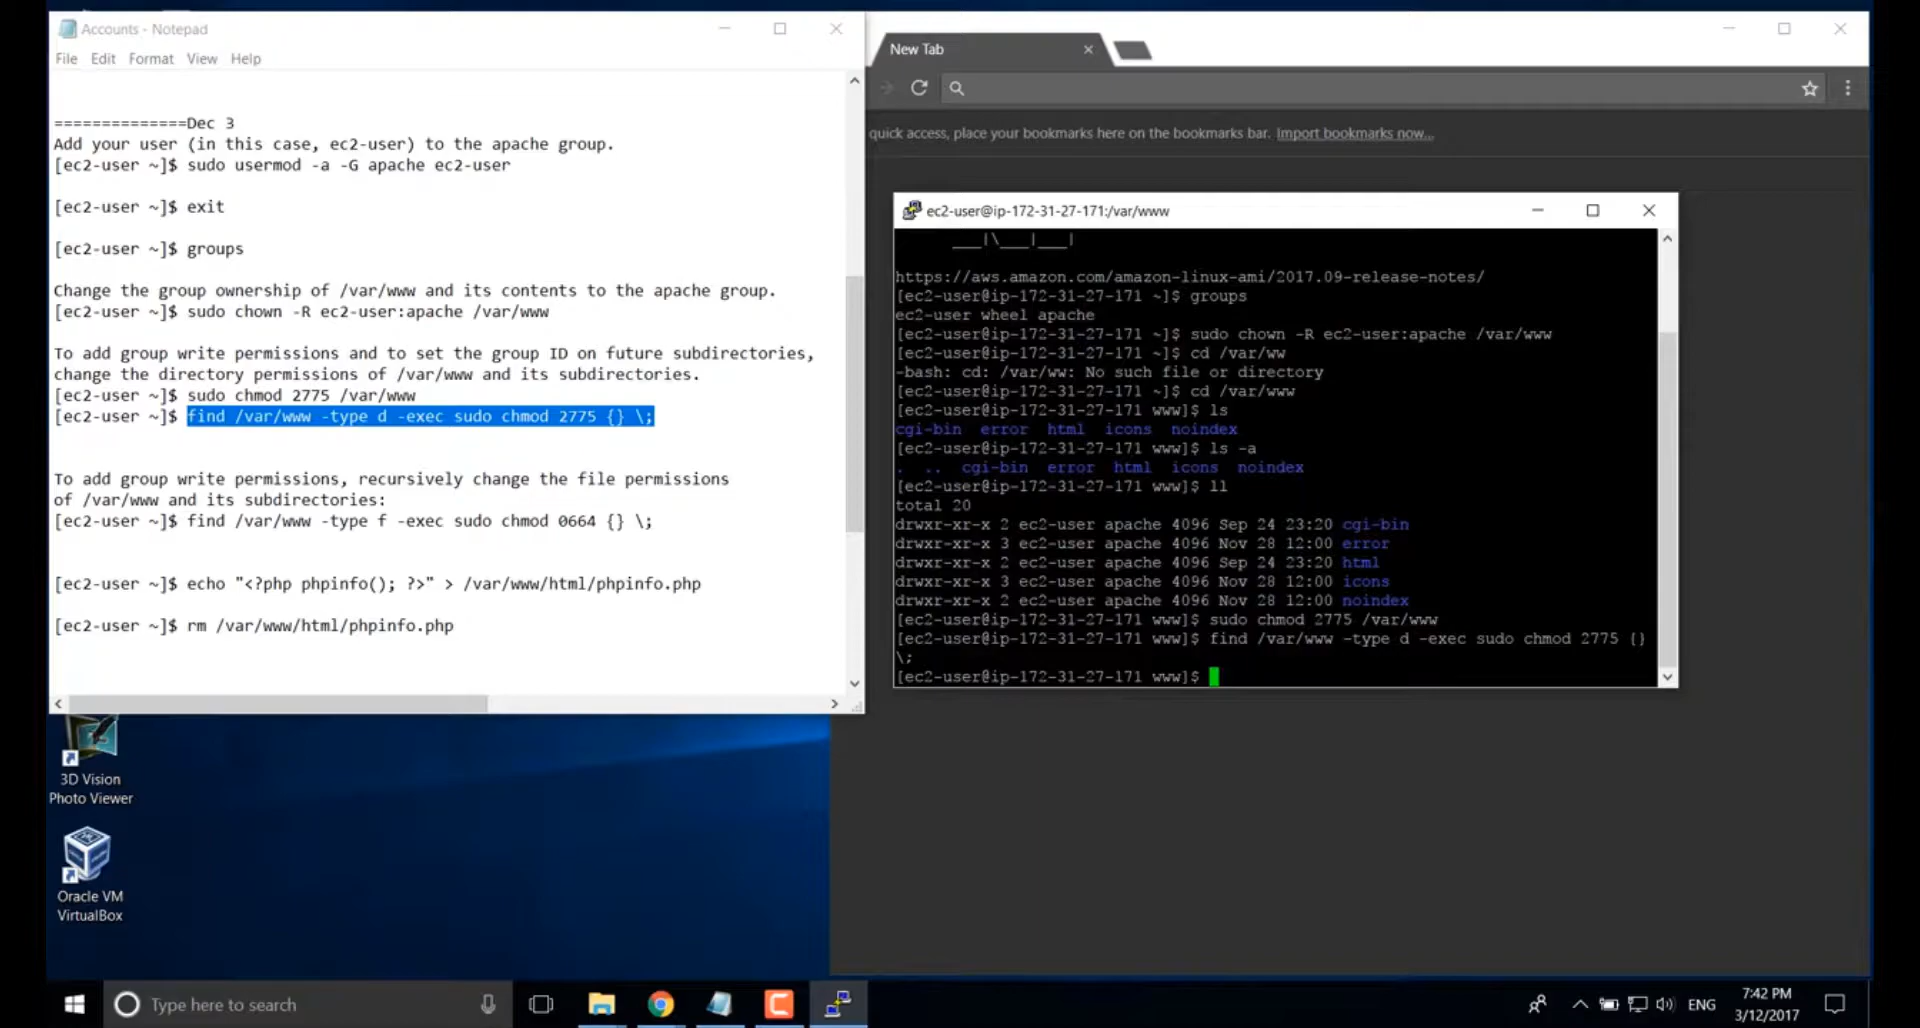 Accounts - Notepad
File Edit Format View Help
==============Dec 3
Add your user (in this case, ec2-user) to the apache group.
[ec2-user ~]$ sudo usermod -a -G apache ec2-user
[ec2-user ~]$ exit
[ec2-user ~]$ groups
Change the group ownership of /var/www and its contents to the apache group.
[ec2-user ~]$ sudo chown -R ec2-user:apache /var/www
To add group write permissions and to set the group ID on future subdirectories,
change the directory permissions of /var/www and its subdirectories.
[ec2-user ~]$ sudo chmod 2775 /var/www
[ec2-user ~]$ find /var/www -type d -exec sudo chmod 2775 {} \;
To add group write permissions, recursively change the file permissions
of /var/www and its subdirectories:
[ec2-user ~]$ find /var/www -type f -exec sudo chmod 0664 {} \;
[ec2-user ~]$ echo "<?php phpinfo(); ?>" > /var/www/html/phpinfo.php
[ec2-user ~]$ rm /var/www/html/phpinfo.php
New Tab
quick access, place your bookmarks here on the bookmarks bar. Import bookmarks now...
ec2-user@ip-172-31-27-171:/var/www
___|\___|___|
https://aws.amazon.com/amazon-linux-ami/2017.09-release-notes/
[ec2-user@ip-172-31-27-171 ~]$ groups
ec2-user wheel apache
[ec2-user@ip-172-31-27-171 ~]$ sudo chown -R ec2-user:apache /var/www
[ec2-user@ip-172-31-27-171 ~]$ cd /var/ww
-bash: cd: /var/ww: No such file or directory
[ec2-user@ip-172-31-27-171 ~]$ cd /var/www
[ec2-user@ip-172-31-27-171 www]$ ls
cgi-bin error html icons noindex
[ec2-user@ip-172-31-27-171 www]$ ls -a
. .. cgi-bin error html icons noindex
[ec2-user@ip-172-31-27-171 www]$ ll
total 20
drwxr-xr-x 2 ec2-user apache 4096 Sep 24 23:20 cgi-bin
drwxr-xr-x 3 ec2-user apache 4096 Nov 28 12:00 error
drwxr-xr-x 2 ec2-user apache 4096 Sep 24 23:20 html
drwxr-xr-x 3 ec2-user apache 4096 Nov 28 12:00 icons
drwxr-xr-x 2 ec2-user apache 4096 Nov 28 12:00 noindex
[ec2-user@ip-172-31-27-171 www]$ sudo chmod 2775 /var/www
[ec2-user@ip-172-31-27-171 www]$ find /var/www -type d -exec sudo chmod 2775 {}
\;
[ec2-user@ip-172-31-27-171 www]$
3D Vision
Photo Viewer
Oracle VM
VirtualBox
Type here to search
ENG
7:42 PM
3/12/2017